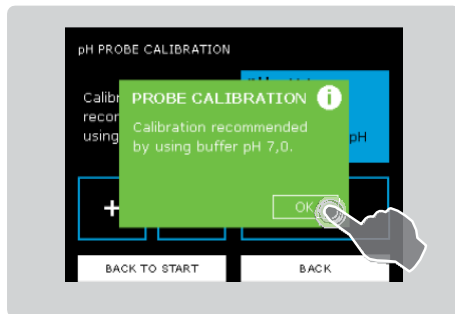 pH PROBE CALIBRATION
PROBE CALIBRATION i
Calibration recommended
by using buffer pH 7,0.
using
pH
+
OK
BACK TO START
BACK